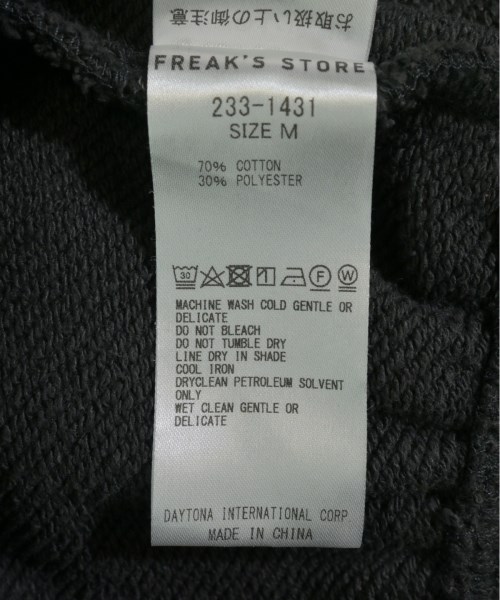 お取扱い上の御注意
FREAK'S STORE
233-1431
SIZE M
70% COTTON
30% POLYESTER
30 F W
MACHINE WASH COLD GENTLE OR
DELICATE
DO NOT BLEACH
DO NOT TUMBLE DRY
LINE DRY IN SHADE
COOL IRON
DRYCLEAN PETROLEUM SOLVENT
ONLY
WET CLEAN GENTLE OR
DELICATE
DAYTONA INTERNATIONAL CORP
MADE IN CHINA